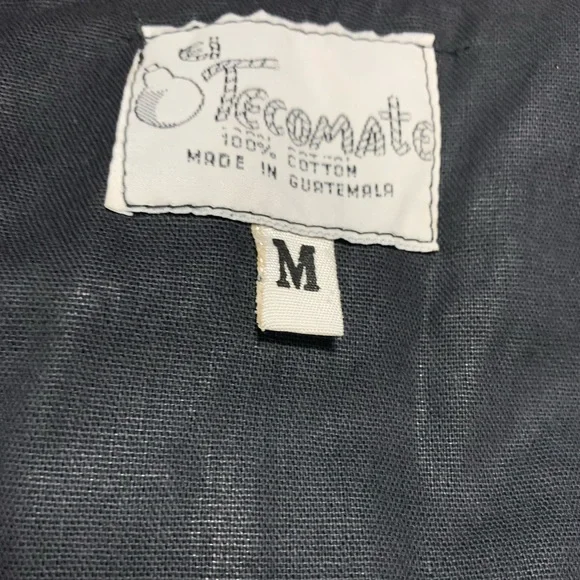 el
Tecomate
100% COTTON
MADE IN GUATEMALA
M